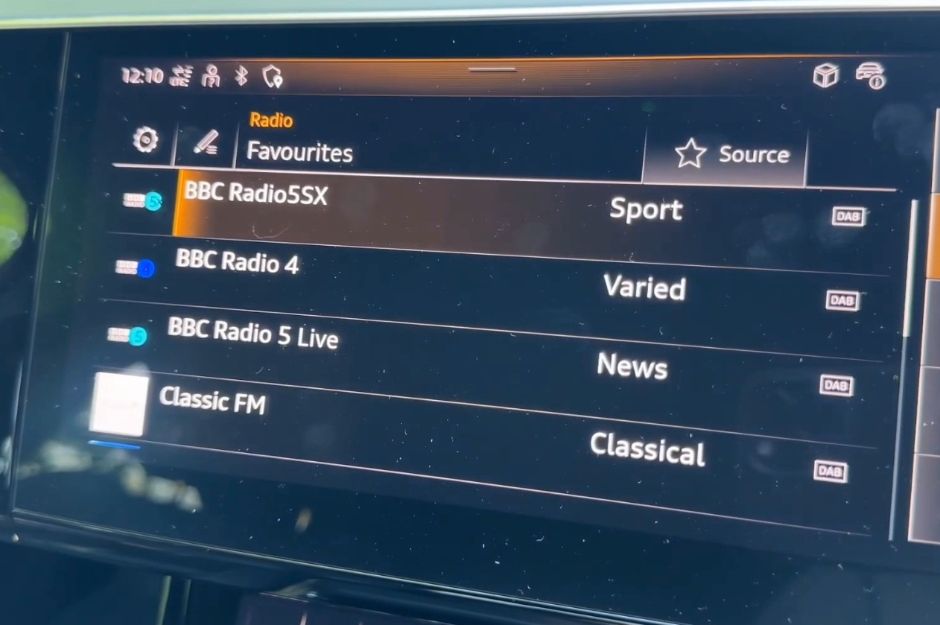 12:10
Radio
Favourites
Source
BBC Radio5SX Sport DAB
BBC Radio 4 Varied DAB
BBC Radio 5 Live News DAB
Classic FM Classical DAB